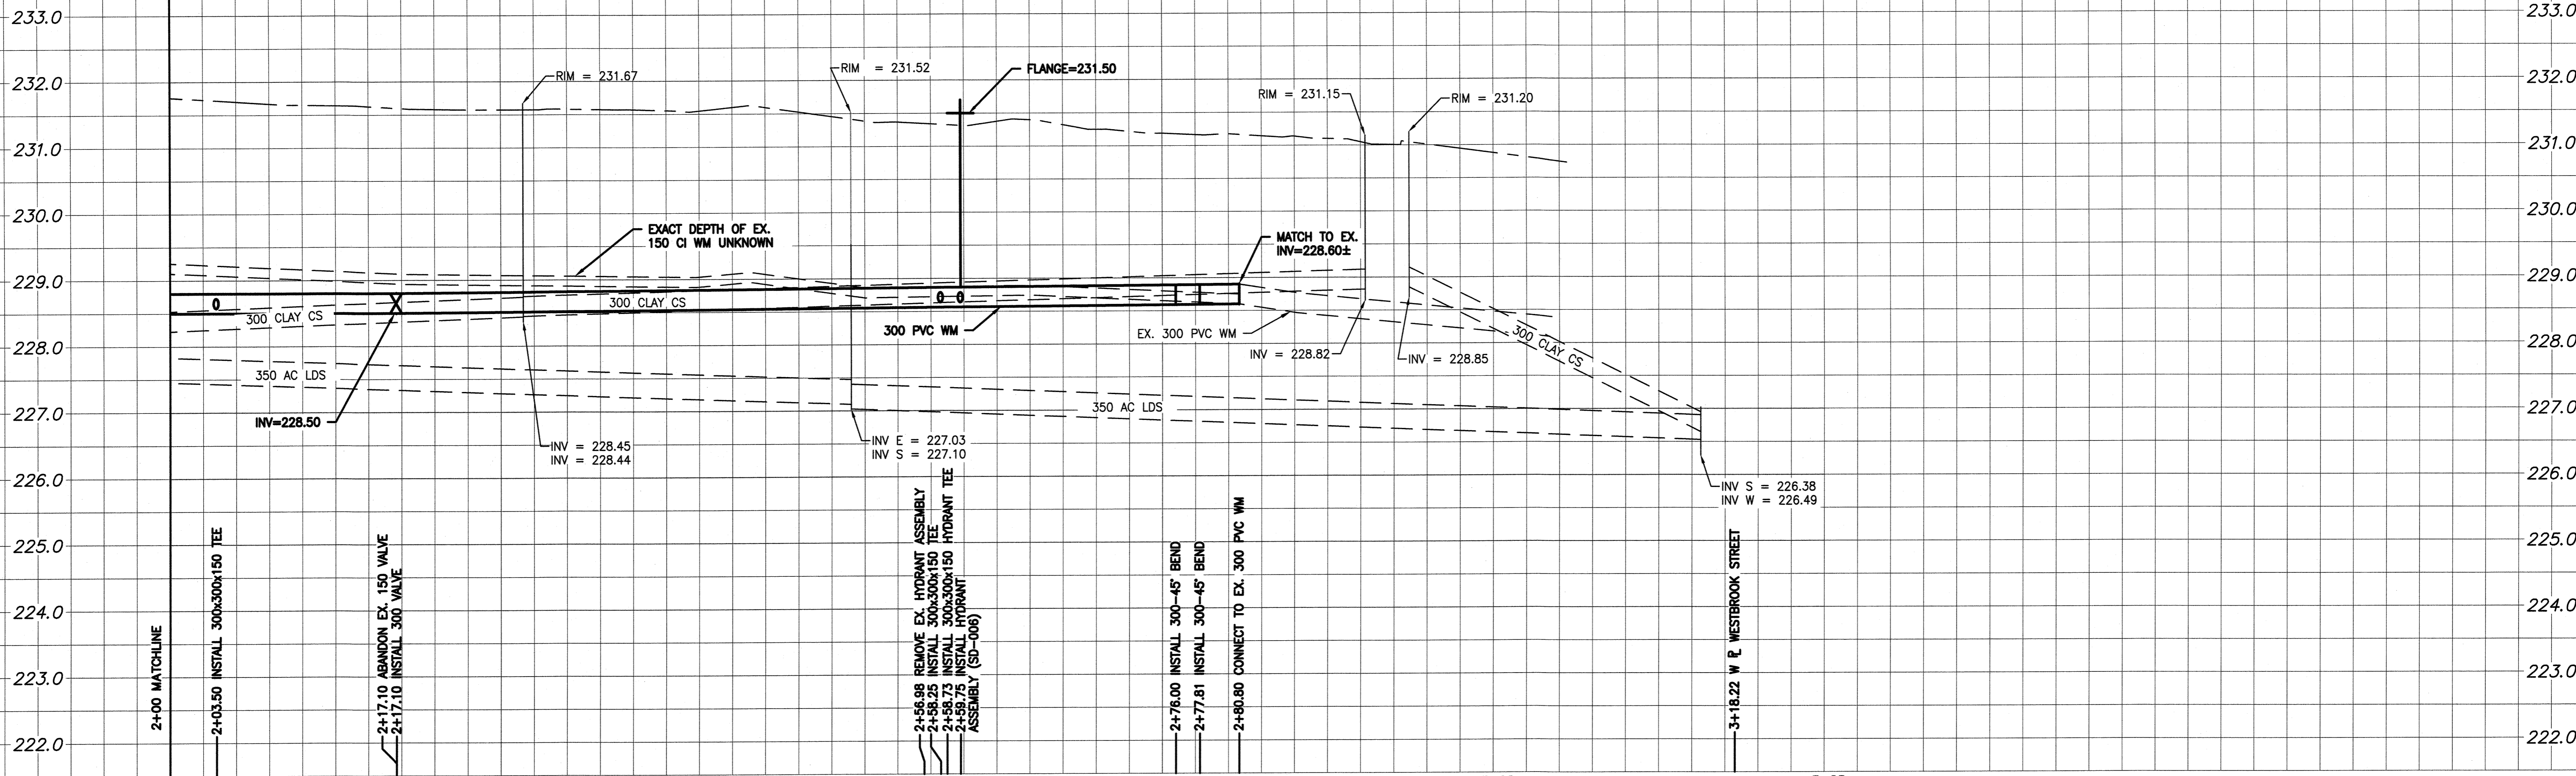 233.0
233.0
232.0
RIM = 231.67
RIM = 231.52
FLANGE=231.50
RIM = 231.15
RIM = 231.20
232.0
231.0
231.0
230.0
EXACT DEPTH OF EX.
150 CI WM UNKNOWN
MATCH TO EX.
INV=228.60±
230.0
229.0
300 CLAY CS
229.0
300 CLAY CS
300 PVC WM
EX. 300 PVC WM
300 CLAY CS
228.0
INV = 228.82
INV = 228.85
228.0
350 AC LDS
350 AC LDS
227.0
INV=228.50
227.0
INV = 228.45
INV = 228.44
INV E = 227.03
INV S = 227.10
226.0
INV S = 226.38
INV W = 226.49
226.0
225.0
225.0
224.0
224.0
223.0
223.0
222.0
222.0
2+00 MATCHLINE
2+03.50 INSTALL 300x300x150 TEE
2+17.10 ABANDON EX. 150 VALVE
2+17.10 INSTALL 300 VALVE
2+56.98 REMOVE EX. HYDRANT ASSEMBLY
2+58.25 INSTALL 300x300x150 TEE
2+58.73 INSTALL 300x300x150 HYDRANT TEE
2+59.75 INSTALL HYDRANT
ASSEMBLY (SD-006)
2+76.00 INSTALL 300-45° BEND
2+77.81 INSTALL 300-45° BEND
2+80.80 CONNECT TO EX. 300 PVC WM
3+18.22 W PL WESTBROOK STREET